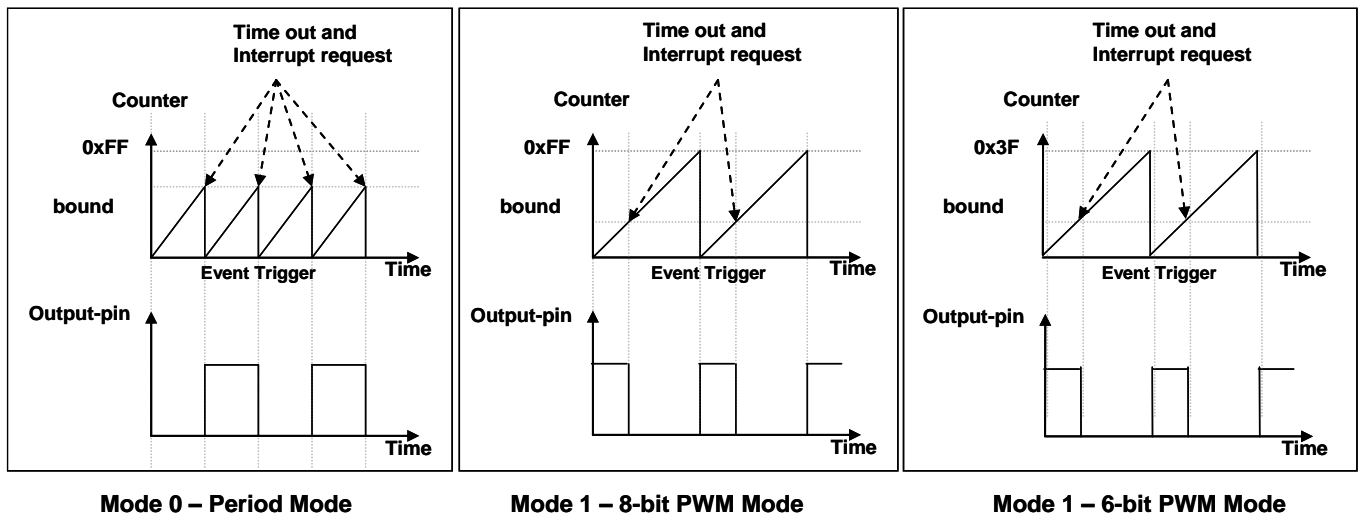 Time out and
Interrupt request
Counter
0xFF
bound
Event Trigger
Time
Output-pin
Time
Mode 0 – Period Mode
Time out and
Interrupt request
Counter
0xFF
bound
Event Trigger
Time
Output-pin
Time
Mode 1 – 8-bit PWM Mode
Time out and
Interrupt request
Counter
0x3F
bound
Event Trigger
Time
Output-pin
Time
Mode 1 – 6-bit PWM Mode